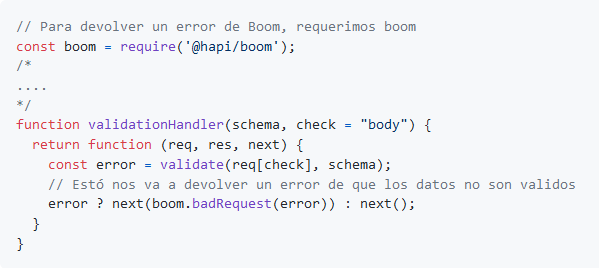 // Para devolver un error de Boom, requerimos boom
const boom = require('@hapi/boom');
/*
....
*/
function validationHandler(schema, check = "body") {
  return function (req, res, next) {
    const error = validate(req[check], schema);
    // Estó nos va a devolver un error de que los datos no son validos
    error ? next(boom.badRequest(error)) : next();
  }
}